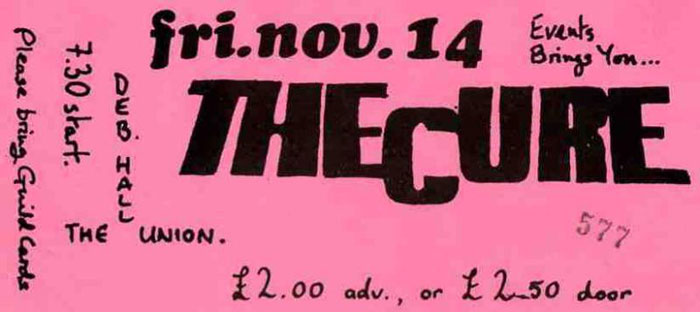 fri.nov.14
Events
Brings You...
THE CURE
Please bring Guild Cards
7.30 start.
DEB' HALL
THE UNION.
577
£2.00 adv., or £2.50 door